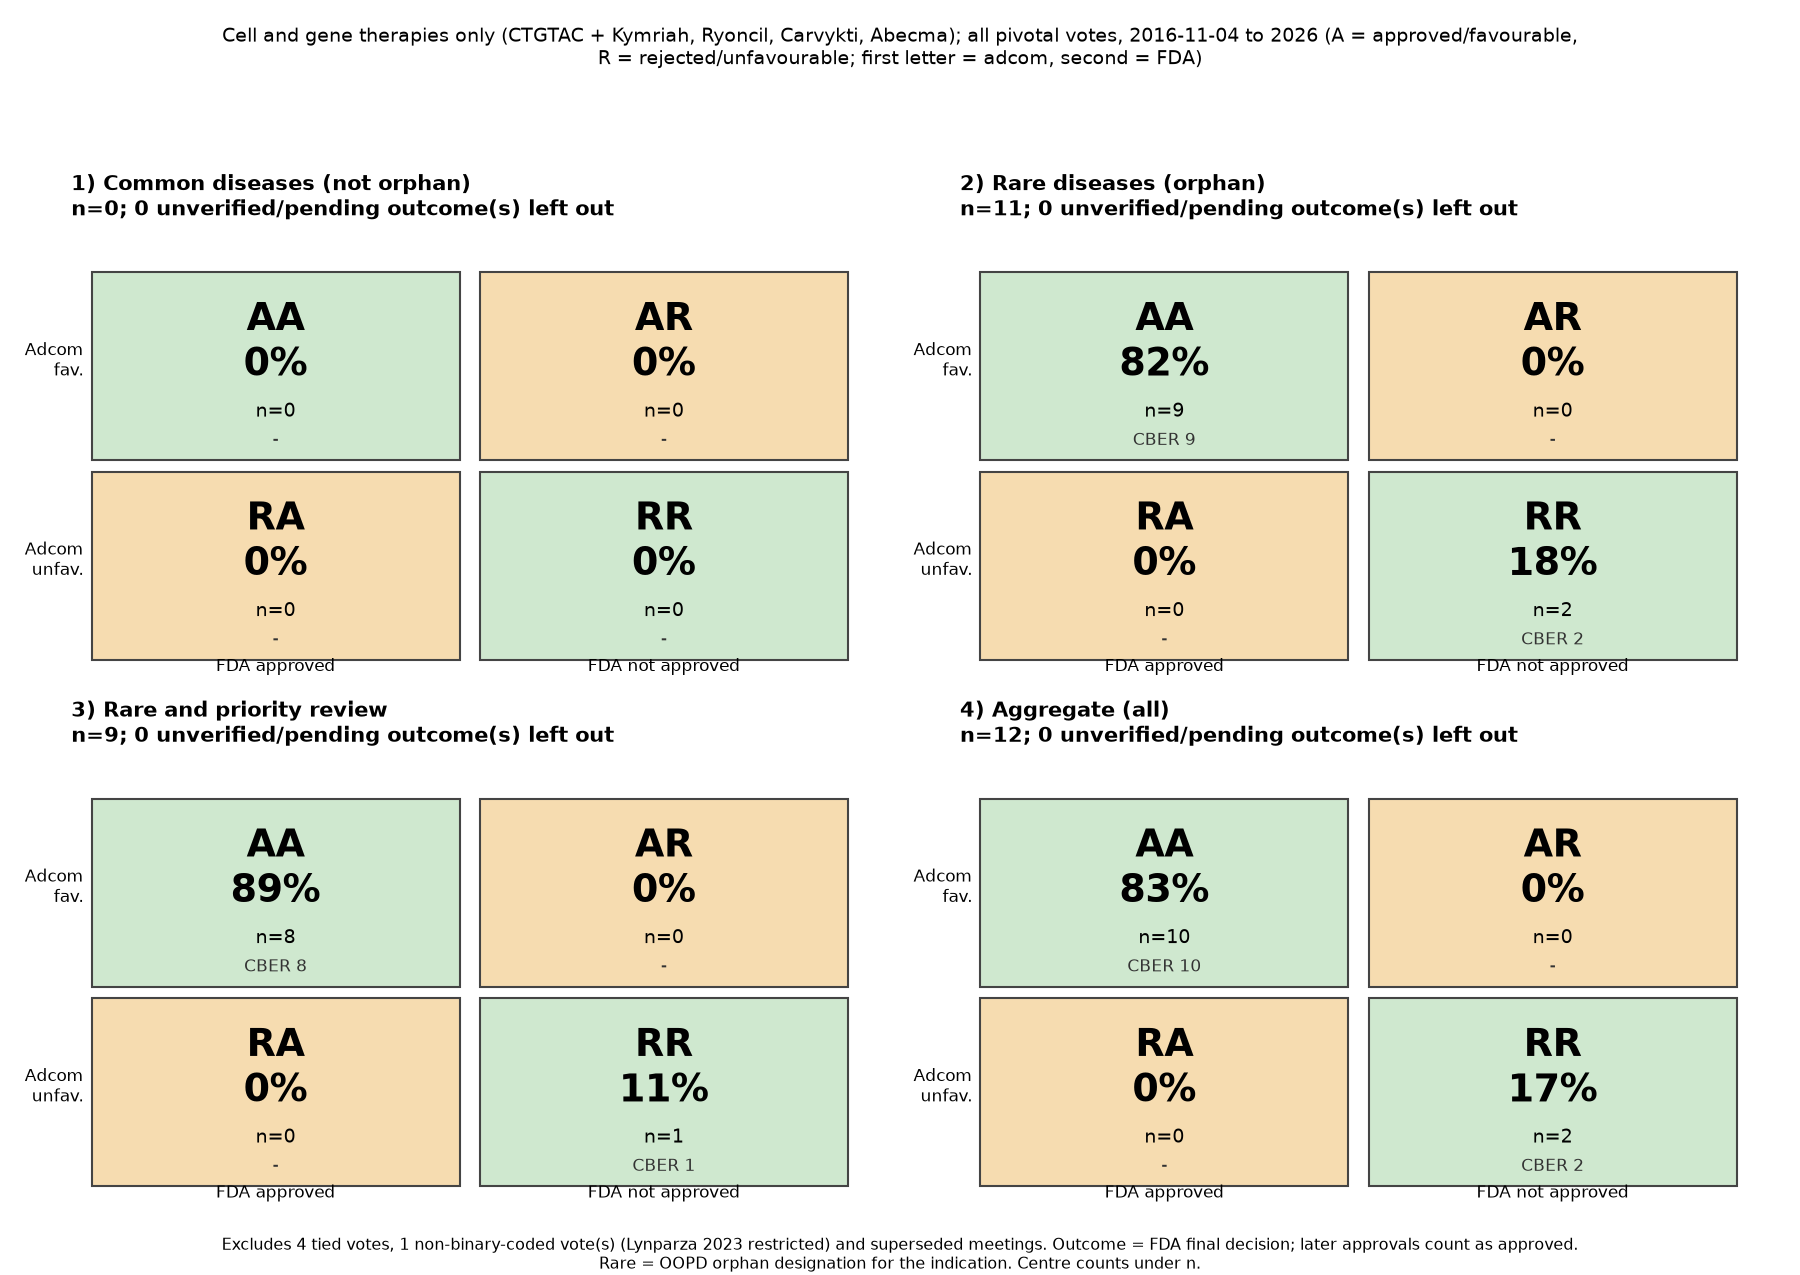 Cell and gene therapies only (CTGTAC + Kymriah, Ryoncil, Carvykti, Abecma); all pivotal votes, 2016-11-04 to 2026 (A = approved/favourable,
R = rejected/unfavourable; first letter = adcom, second = FDA)
1) Common diseases (not orphan)
n=0; 0 unverified/pending outcome(s) left out
Adcom
fav.
AA
0%
n=0
-
AR
0%
n=0
-
Adcom
unfav.
RA
0%
n=0
-
RR
0%
n=0
-
FDA approved
FDA not approved
2) Rare diseases (orphan)
n=11; 0 unverified/pending outcome(s) left out
Adcom
fav.
AA
82%
n=9
CBER 9
AR
0%
n=0
-
Adcom
unfav.
RA
0%
n=0
-
RR
18%
n=2
CBER 2
FDA approved
FDA not approved
3) Rare and priority review
n=9; 0 unverified/pending outcome(s) left out
Adcom
fav.
AA
89%
n=8
CBER 8
AR
0%
n=0
-
Adcom
unfav.
RA
0%
n=0
-
RR
11%
n=1
CBER 1
FDA approved
FDA not approved
4) Aggregate (all)
n=12; 0 unverified/pending outcome(s) left out
Adcom
fav.
AA
83%
n=10
CBER 10
AR
0%
n=0
-
Adcom
unfav.
RA
0%
n=0
-
RR
17%
n=2
CBER 2
FDA approved
FDA not approved
Excludes 4 tied votes, 1 non-binary-coded vote(s) (Lynparza 2023 restricted) and superseded meetings. Outcome = FDA final decision; later approvals count as approved.
Rare = OOPD orphan designation for the indication. Centre counts under n.